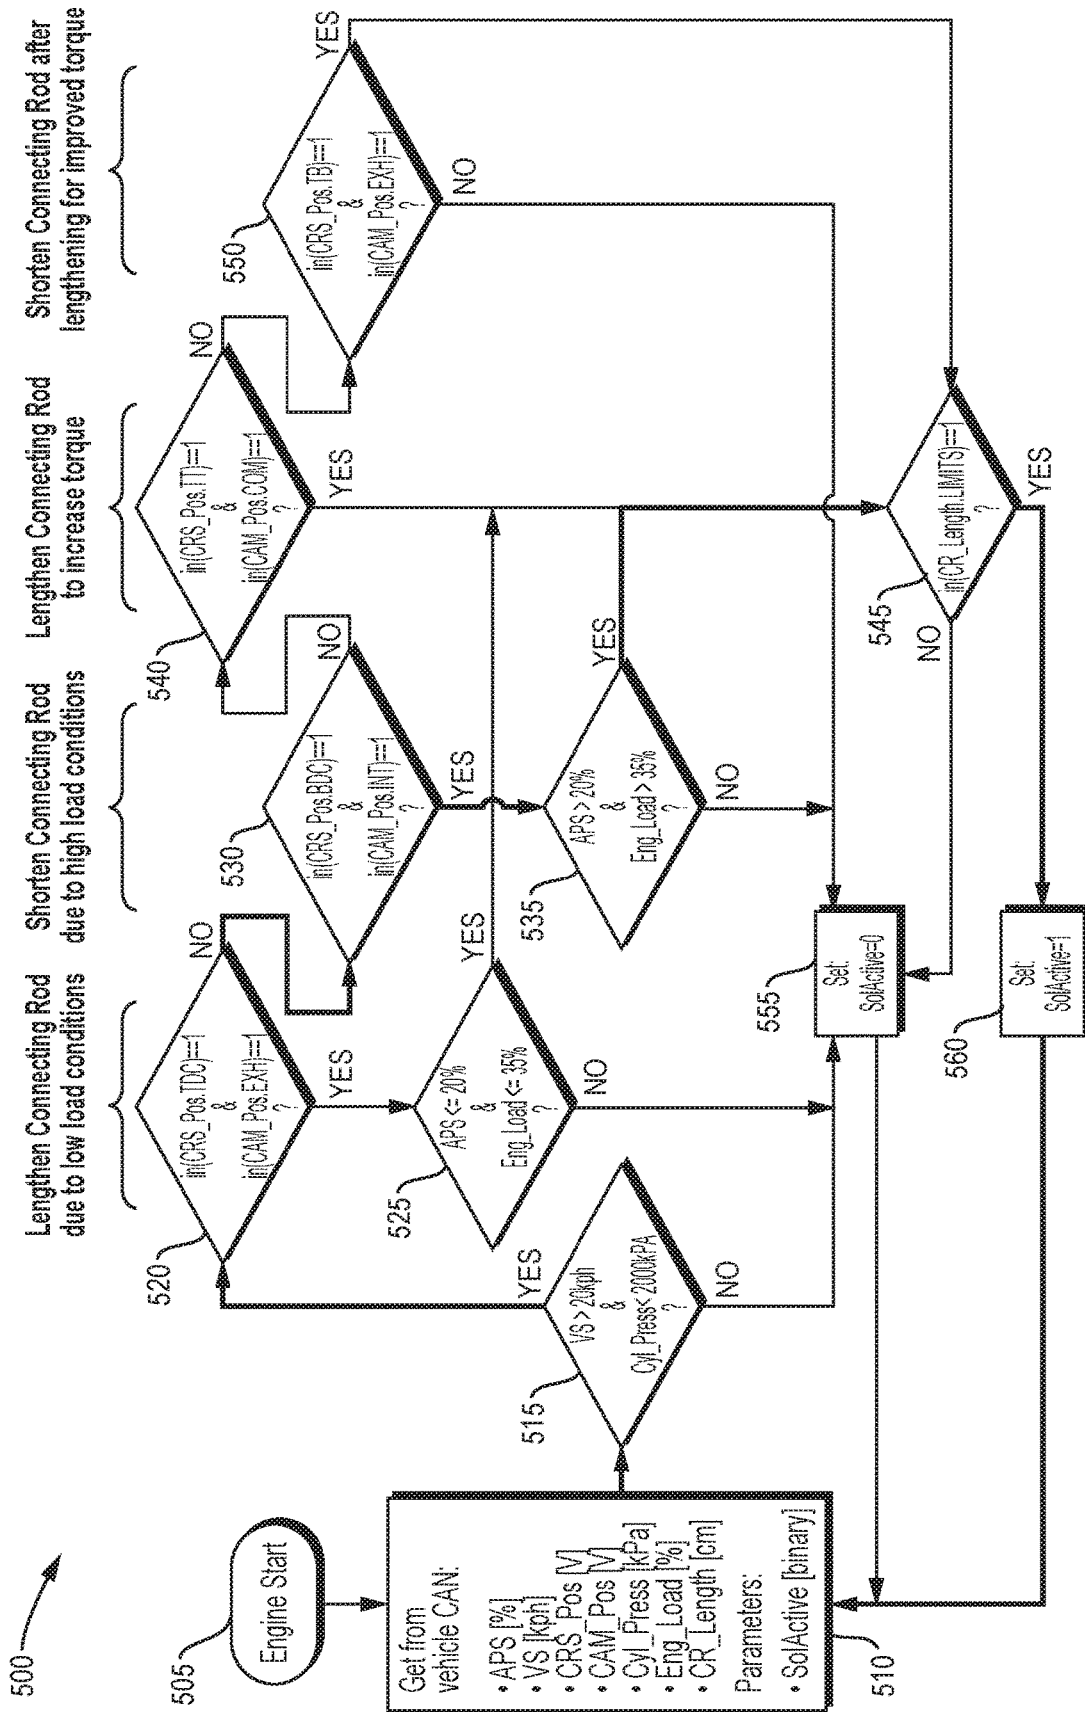 500
505
Engine Start
Get from
vehicle CAN:
• APS [%]
• VS [kph]
• CRS_Pos [V]
• CAM_Pos [V]
• Cyl_Press [kPa]
• Eng_Load [%]
• CR_Length [cm]
Parameters:
• SolActive [binary]
510
515
VS > 20kph
&
Cyl_Press< 2000kPA
?
YES
NO
Lengthen Connecting Rod
due to low load conditions
520
in(CRS_Pos.TDC)==1
&
in(CAM_Pos.EXH)==1
?
NO
YES
525
APS <= 20%
&
Eng_Load <= 35%
?
YES
NO
Shorten Connecting Rod
due to high load conditions
530
in(CRS_Pos.BDC)==1
&
in(CAM_Pos.INT)==1
?
NO
YES
535
APS > 20%
&
Eng_Load > 35%
?
YES
NO
Lengthen Connecting Rod
to increase torque
540
in(CRS_Pos.TT)==1
&
in(CAM_Pos.COM)==1
?
NO
YES
Shorten Connecting Rod after
lengthening for improved torque
550
in(CRS_Pos.TB)==1
&
in(CAM_Pos.EXH)==1
?
YES
NO
545
in(CR_Length.LIMITS)==1
?
NO
YES
555
Set:
SolActive=0
560
Set:
SolActive=1